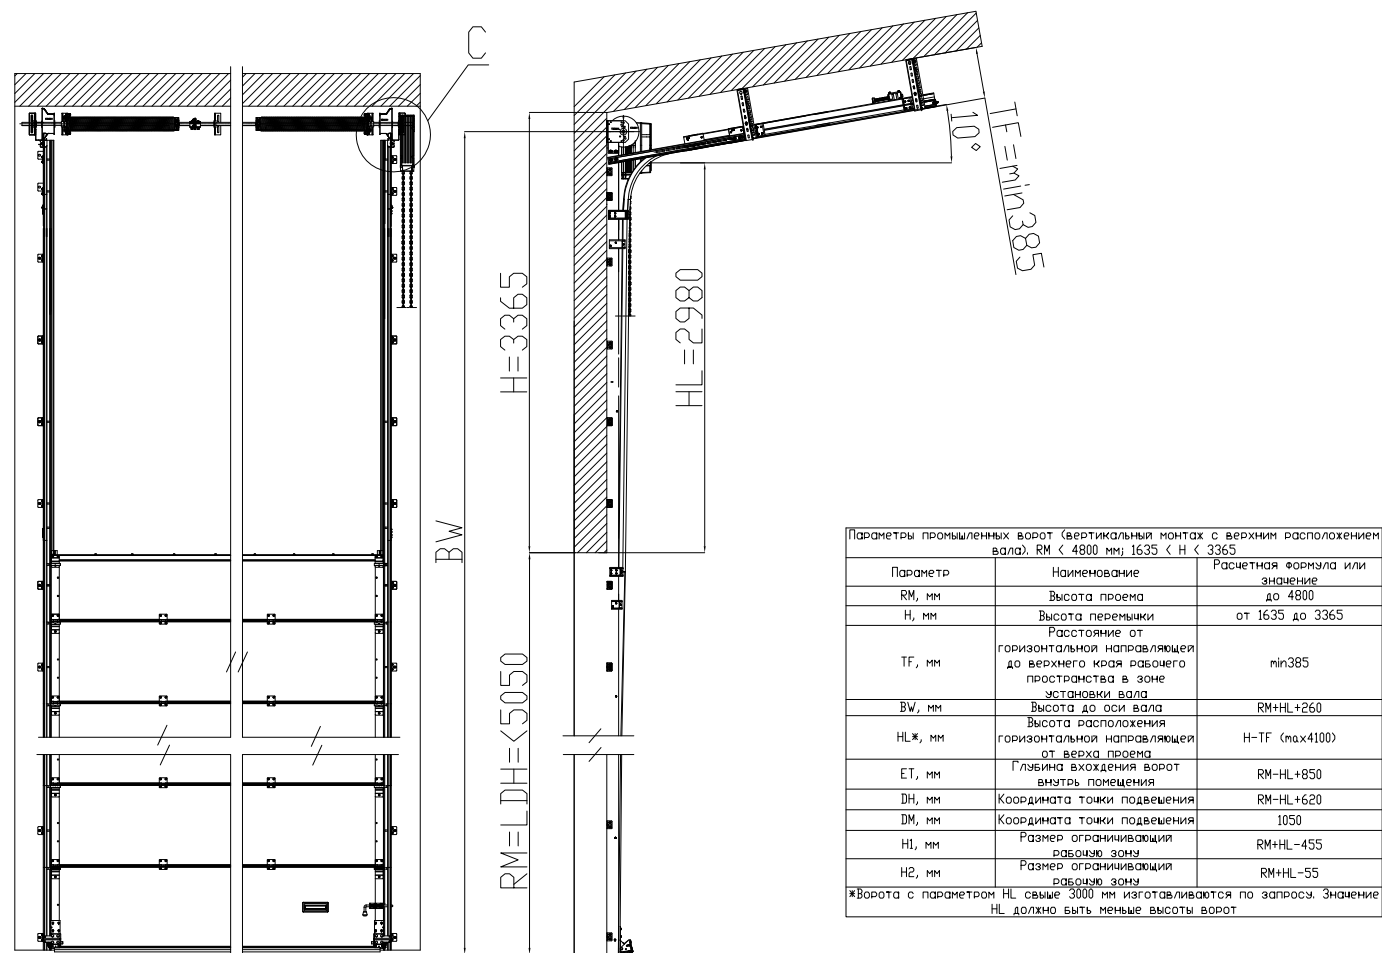 C
10°
TF=min385
H=3365
HL=2980
BW
RM=LDH=<5050
Параметры промышленных ворот (вертикальный монтаж с верхним расположением
вала). RM < 4800 мм; 1635 < H < 3365
Параметр
Наименование
Расчетная формула или
значение
RM, мм
Высота проема
до 4800
H, мм
Высота перемычки
от 1635 до 3365
TF, мм
Расстояние от
горизонтальной направляющей
до верхнего края рабочего
пространства в зоне
установки вала
min385
BW, мм
Высота до оси вала
RM+HL+260
HL*, мм
Высота расположения
горизонтальной направляющей
от верха проема
H-TF (max4100)
ET, мм
Глубина вхождения ворот
внутрь помещения
RM-HL+850
DH, мм
Координата точки подвешения
RM-HL+620
DM, мм
Координата точки подвешения
1050
H1, мм
Размер ограничивающий
рабочую зону
RM+HL-455
H2, мм
Размер ограничивающий
рабочую зону
RM+HL-55
*Ворота с параметром HL свыше 3000 мм изготавливаются по запросу. Значение
HL должно быть меньше высоты ворот